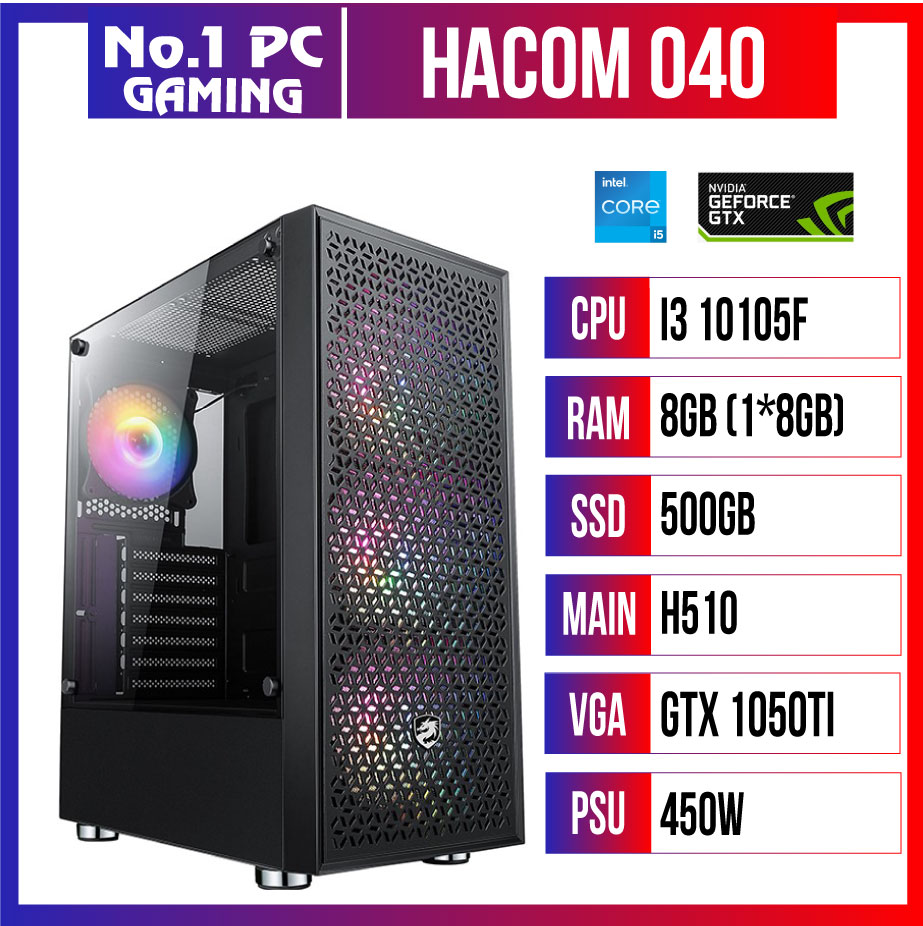 No.1 PC
GAMING
HACOM 040
intel.
CORE
i5
NVIDIA
GEFORCE®
GTX
CPU I3 10105F
RAM 8GB (1*8GB)
SSD 500GB
MAIN H510
VGA GTX 1050TI
PSU 450W